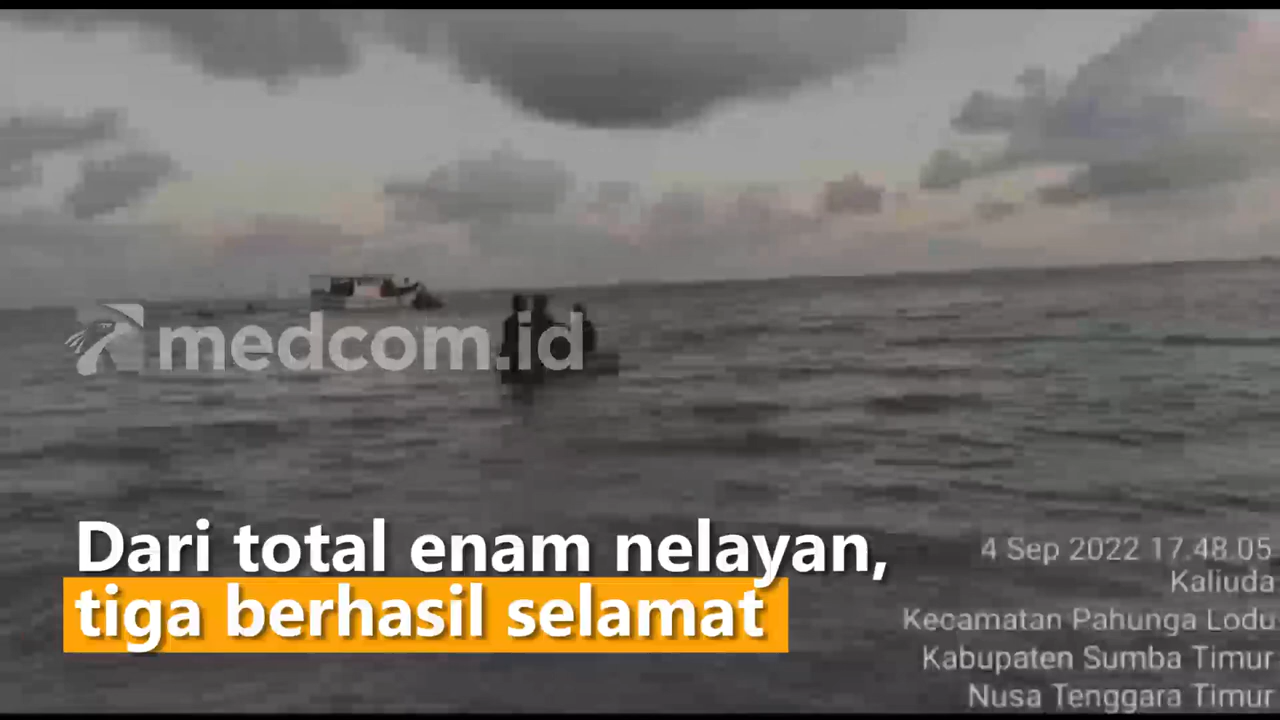 medcom.id
Dari total enam nelayan,
tiga berhasil selamat
4 Sep 2022 17.48.05
Kaliuda
Kecamatan Pahunga Lodu
Kabupaten Sumba Timur
Nusa Tenggara Timur